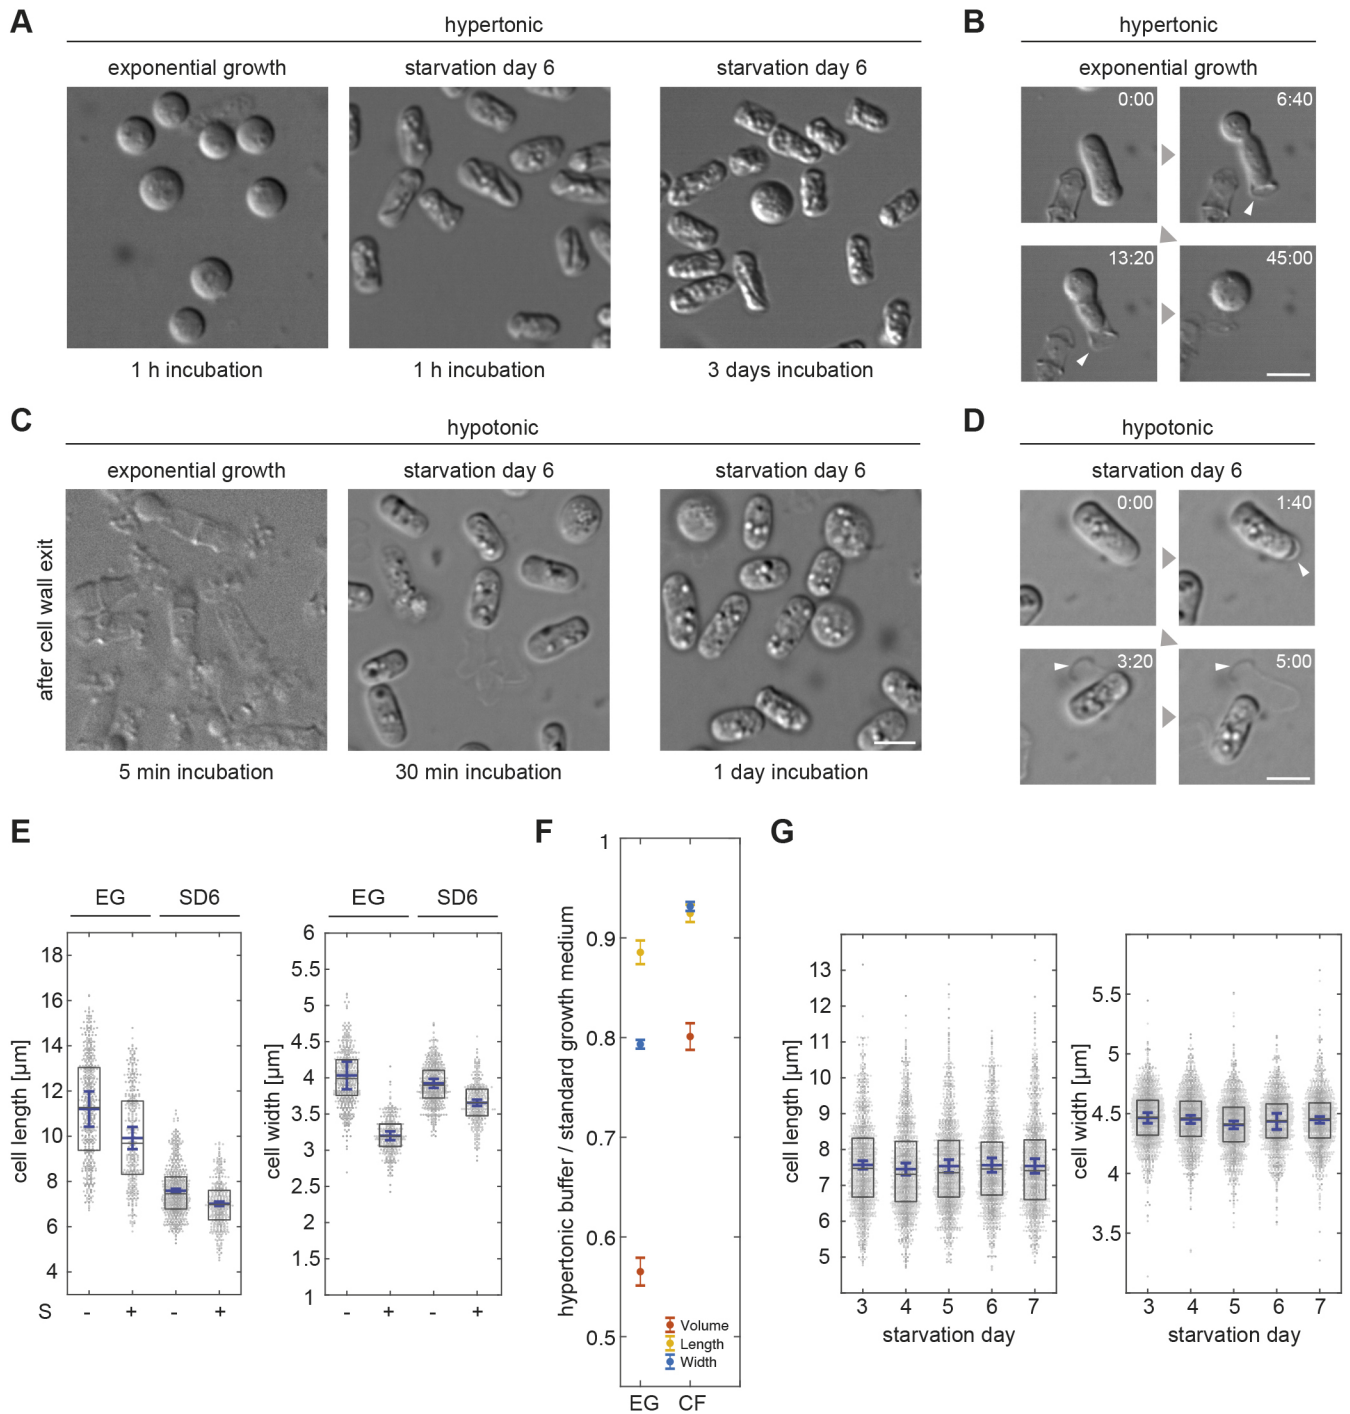 A
hypertonic
exponential growth
starvation day 6
starvation day 6
1 h incubation
1 h incubation
3 days incubation
B
hypertonic
exponential growth
0:00
6:40
13:20
45:00
C
hypotonic
exponential growth
starvation day 6
starvation day 6
after cell wall exit
5 min incubation
30 min incubation
1 day incubation
D
hypotonic
starvation day 6
0:00
1:40
3:20
5:00
E
EG
SD6
cell length [µm]
18
16
14
12
10
8
6
4
S
-
+
-
+
EG
SD6
cell width [µm]
6
5.5
5
4.5
4
3.5
3
2.5
2
1.5
1
-
+
-
+
F
hypertonic buffer / standard growth medium
1
0.9
0.8
0.7
0.6
0.5
Volume
Length
Width
EG
CF
G
cell length [µm]
13
12
11
10
9
8
7
6
5
3
4
5
6
7
starvation day
cell width [µm]
5.5
5
4.5
4
3.5
3
4
5
6
7
starvation day